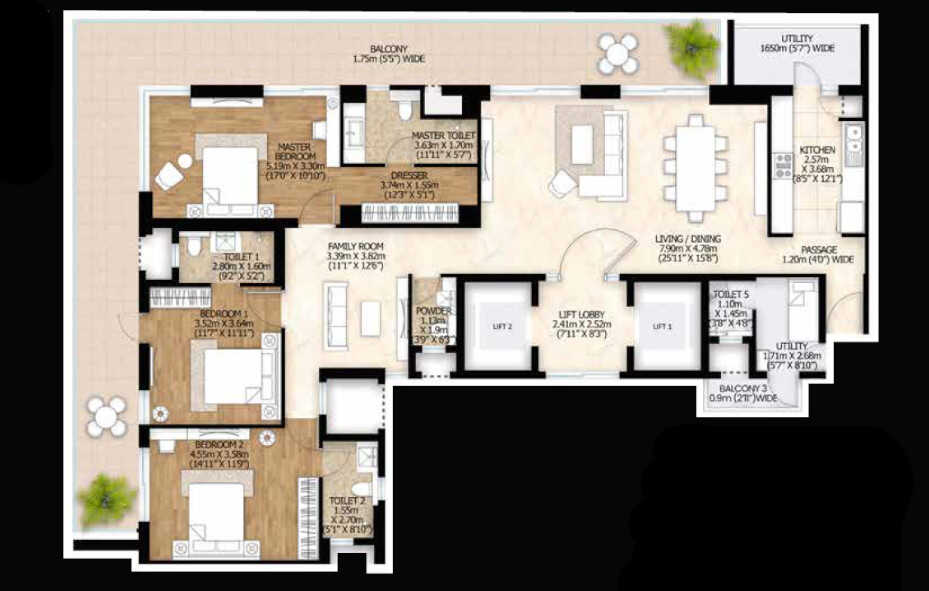 BALCONY
1.75m (5'5") WIDE
UTILITY
1650m (5'7") WIDE
MASTER
BEDROOM
5.19m X 3.30m
(17'0" X 10'10")
MASTER TOILET
3.63m X 1.70m
(11'11" X 5'7")
DRESSER
3.74m X 1.55m
(12'3" X 5'1")
KITCHEN
2.57m
X 3.68m
(8'5" X 12'1")
LIVING / DINING
7.90m X 4.78m
(25'11" X 15'8")
PASSAGE
1.20m (4'0") WIDE
FAMILY ROOM
3.39m X 3.82m
(11'1" X 12'6")
TOILET 1
2.80m X 1.60m
(9'2" X 5'2")
BEDROOM 1
3.52m X 3.64m
(11'7" X 11'11")
POWDER
1.13m
X 1.9m
(3'9" X 6'3")
LIFT 2
LIFT LOBBY
2.41m X 2.52m
(7'11" X 8'3")
LIFT 1
TOILET 5
1.10m
X 1.45m
(3'8" X 4'8")
UTILITY
1.71m X 2.68m
(5'7" X 8'10")
BALCONY 3
0.9m (2'11") WIDE
BEDROOM 2
4.55m X 3.58m
(14'11" X 11'9")
TOILET 2
1.55m
X 2.70m
(5'1" X 8'10")